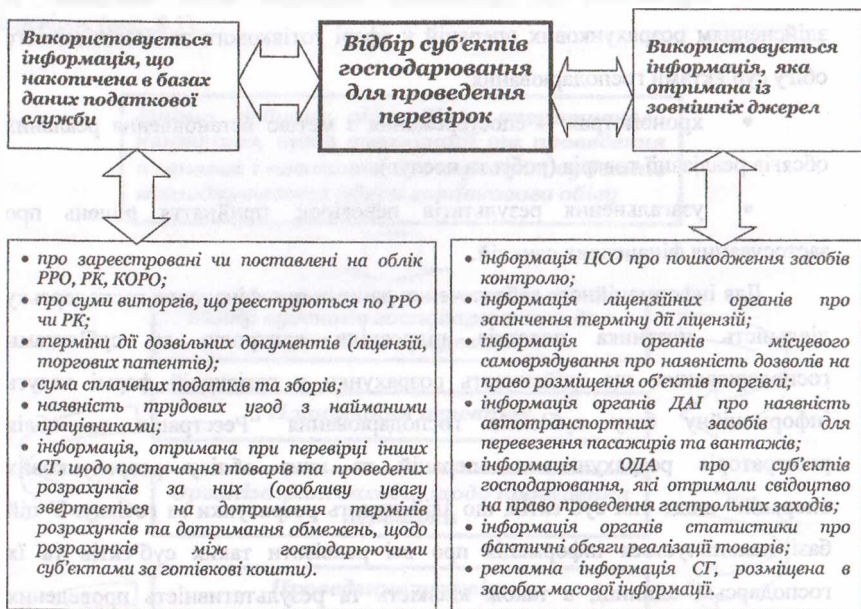 Використовується
інформація, що
накопичена в базах
даних податкової
служби
Відбір суб'єктів
господарювання
для проведення
перевірок
Використовується
інформація, яка
отримана із
зовнішніх джерел
• про зареєстровані чи поставлені на облік
РРО, РК, КОРО;
• про суми виторгів, що реєструються по РРО
чи РК;
• терміни дії дозвільних документів (ліцензій,
торгових патентів);
• сума сплачених податків та зборів;
• наявність трудових угод з найманими
працівниками;
• інформація, отримана при перевірці інших
СГ, щодо постачання товарів та проведених
розрахунків за них (особливу увагу
звертається на дотримання термінів
розрахунків та дотримання обмежень, щодо
розрахунків між господарюючими
суб'єктами за готівкові кошти).
• інформація ЦСО про пошкодження засобів
контролю;
• інформація ліцензійних органів про
закінчення терміну дії ліцензій;
• інформація органів місцевого
самоврядування про наявність дозволів на
право розміщення об'єктів торгівлі;
• інформація органів ДАІ про наявність
автотранспортних засобів для
перевезення пасажирів та вантажів;
• інформація ОДА про суб'єктів
господарювання, які отримали свідоцтво
на право проведення гастрольних заходів;
• інформація органів статистики про
фактичні обсяги реалізації товарів;
• рекламна інформація СГ, розміщена в
засобах масової інформації.